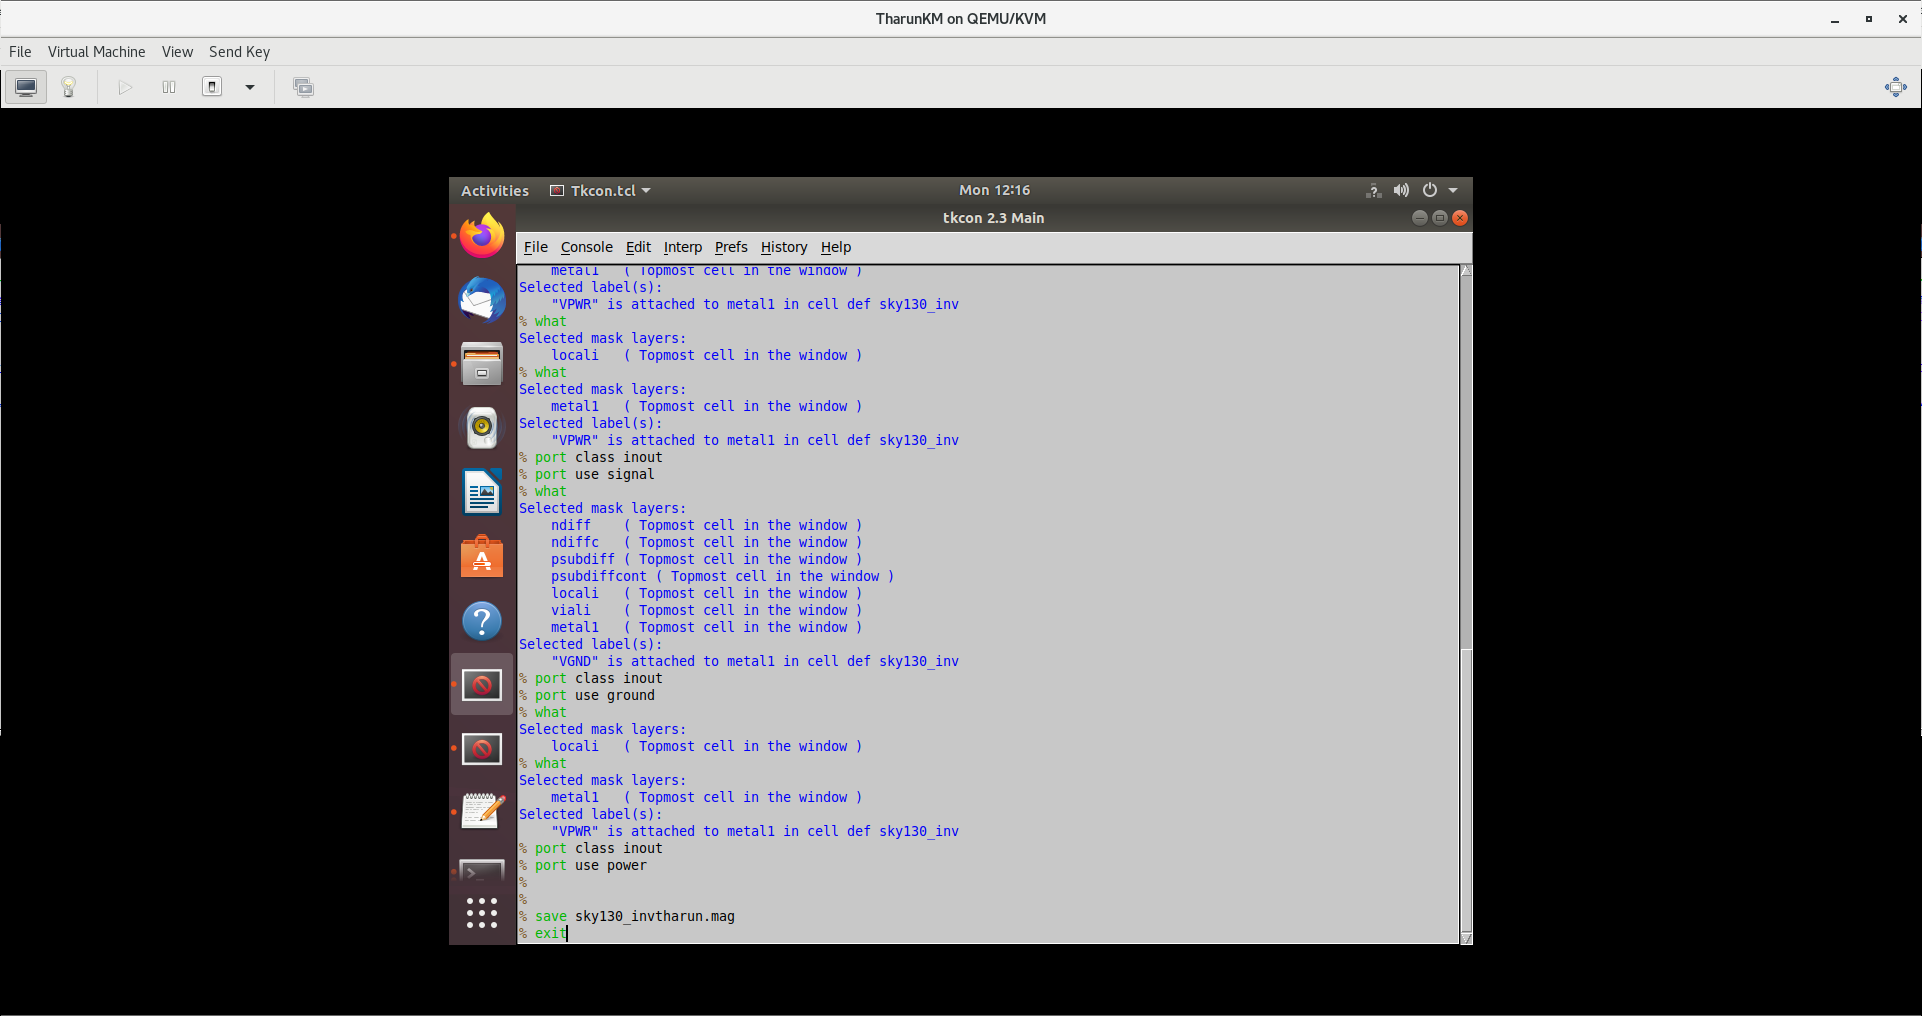 TharunKM on QEMU/KVM
File Virtual Machine View Send Key
Activities Tkcon.tcl Mon 12:16
tkcon 2.3 Main
File Console Edit Interp Prefs History Help
metal1 ( Topmost cell in the window )
Selected label(s):
"VPWR" is attached to metal1 in cell def sky130_inv
% what
Selected mask layers:
locali ( Topmost cell in the window )
% what
Selected mask layers:
metal1 ( Topmost cell in the window )
Selected label(s):
"VPWR" is attached to metal1 in cell def sky130_inv
% port class inout
% port use signal
% what
Selected mask layers:
ndiff ( Topmost cell in the window )
ndiffc ( Topmost cell in the window )
psubdiff ( Topmost cell in the window )
psubdiffcont ( Topmost cell in the window )
locali ( Topmost cell in the window )
viali ( Topmost cell in the window )
metal1 ( Topmost cell in the window )
Selected label(s):
"VGND" is attached to metal1 in cell def sky130_inv
% port class inout
% port use ground
% what
Selected mask layers:
locali ( Topmost cell in the window )
% what
Selected mask layers:
metal1 ( Topmost cell in the window )
Selected label(s):
"VPWR" is attached to metal1 in cell def sky130_inv
% port class inout
% port use power
%
%
% save sky130_invtharun.mag
% exit